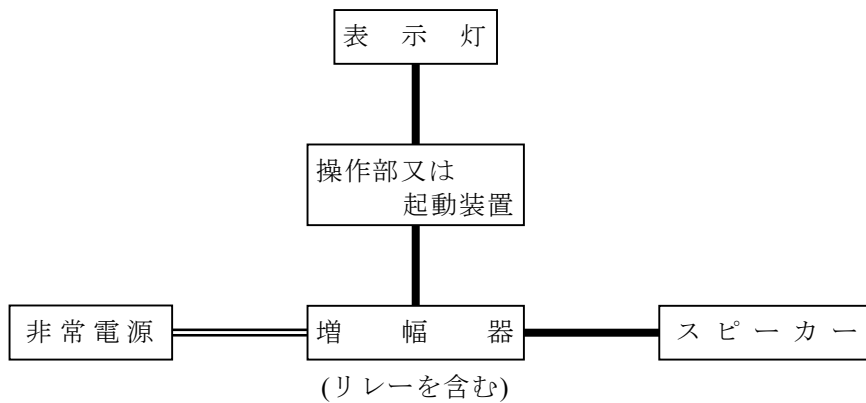 表示灯
操作部又は
起動装置
非常電源
増幅器
スピーカー
(リレーを含む)